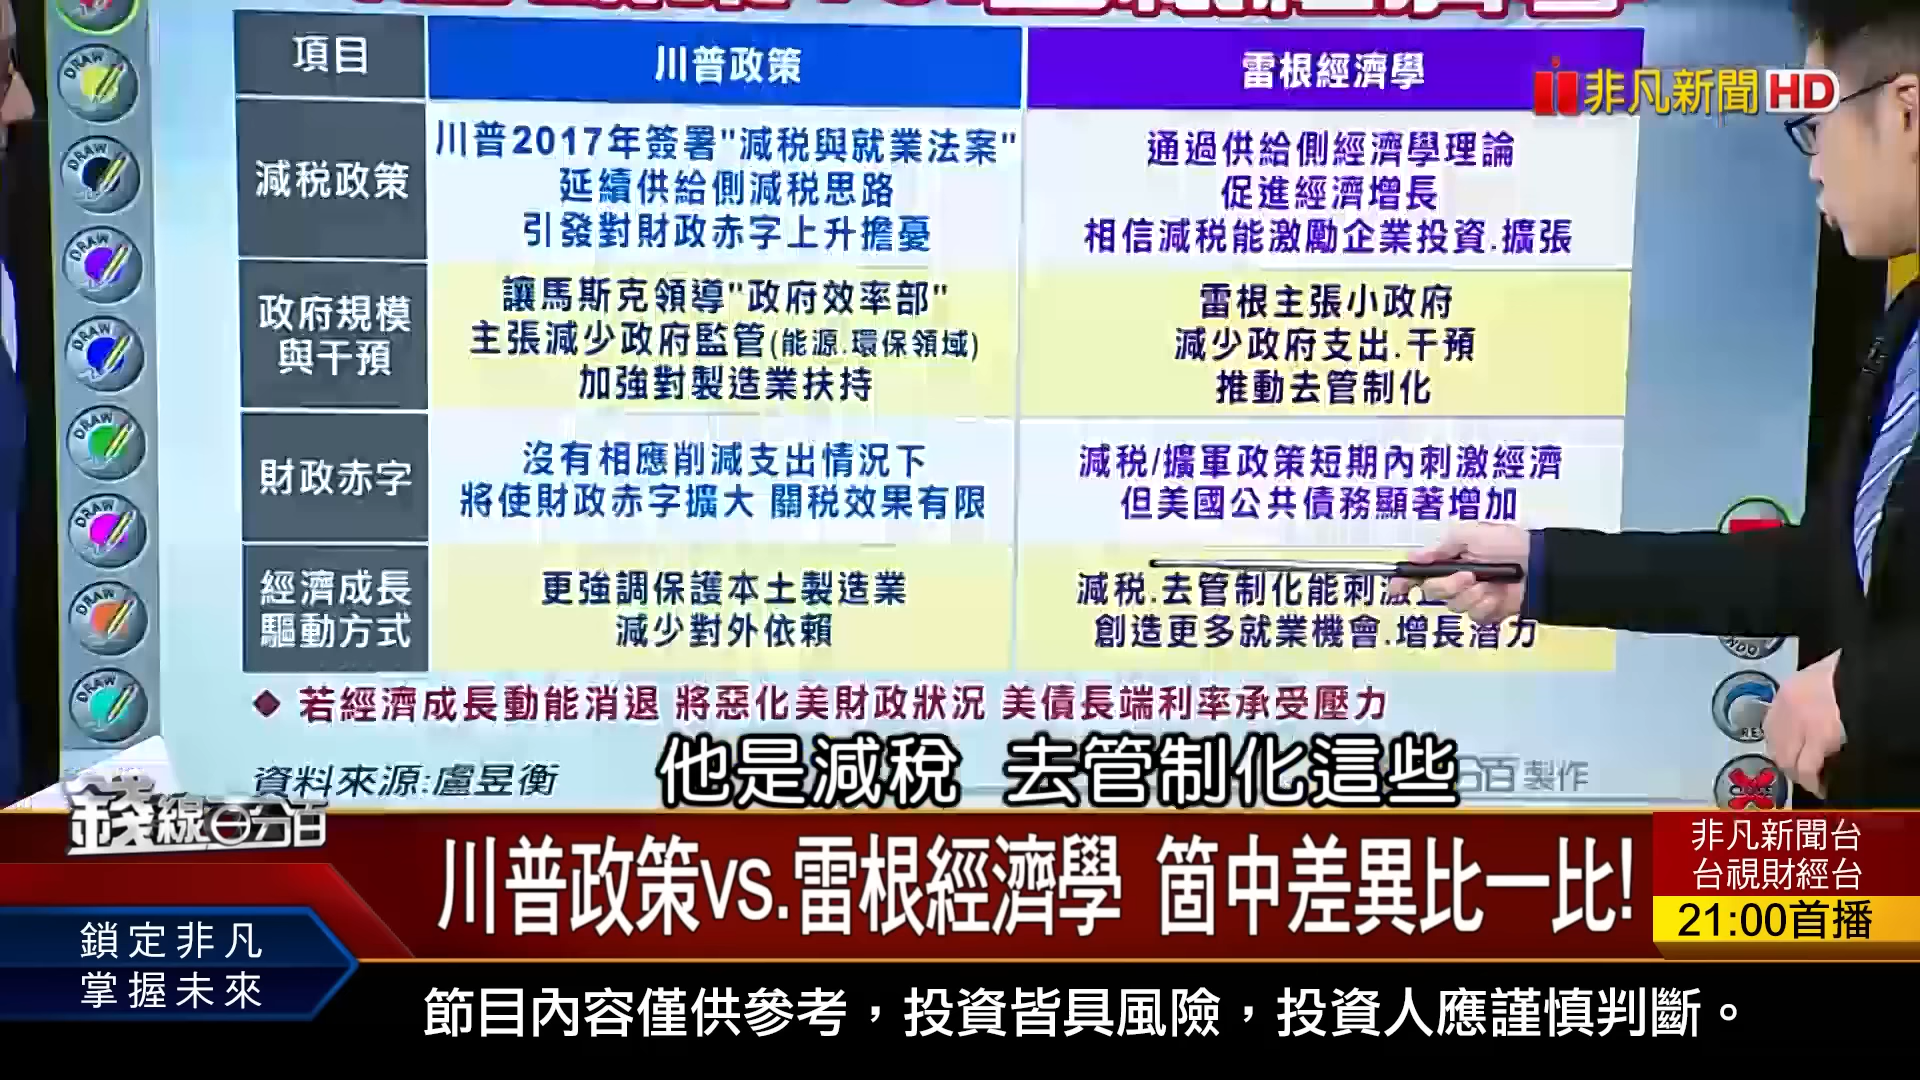 項目
川普政策
雷根經濟學
非凡新聞HD
減稅政策
川普2017年簽署"減稅與就業法案"
延續供給側減稅思路
引發對財政赤字上升擔憂
通過供給側經濟學理論
促進經濟增長
相信減稅能激勵企業投資.擴張
政府規模
與干預
讓馬斯克領導"政府效率部"
主張減少政府監管(能源.環保領域)
加強對製造業扶持
雷根主張小政府
減少政府支出.干預
推動去管制化
財政赤字
沒有相應削減支出情況下
將使財政赤字擴大 關稅效果有限
減稅/擴軍政策短期內刺激經濟
但美國公共債務顯著增加
經濟成長
驅動方式
更強調保護本土製造業
減少對外依賴
減稅.去管制化能刺激
創造更多就業機會.增長潛力
◆ 若經濟成長動能消退 將惡化美財政狀況 美債長端利率承受壓力
資料來源:盧昱衡
製作
DRAW
DRAW
DRAW
DRAW
DRAW
DRAW
DRAW
DRAW
他是減稅 去管制化這些
錢線百分百
川普政策vs.雷根經濟學 箇中差異比一比!
非凡新聞台
台視財經台
21:00首播
鎖定非凡
掌握未來
節目內容僅供參考，投資皆具風險，投資人應謹慎判斷。